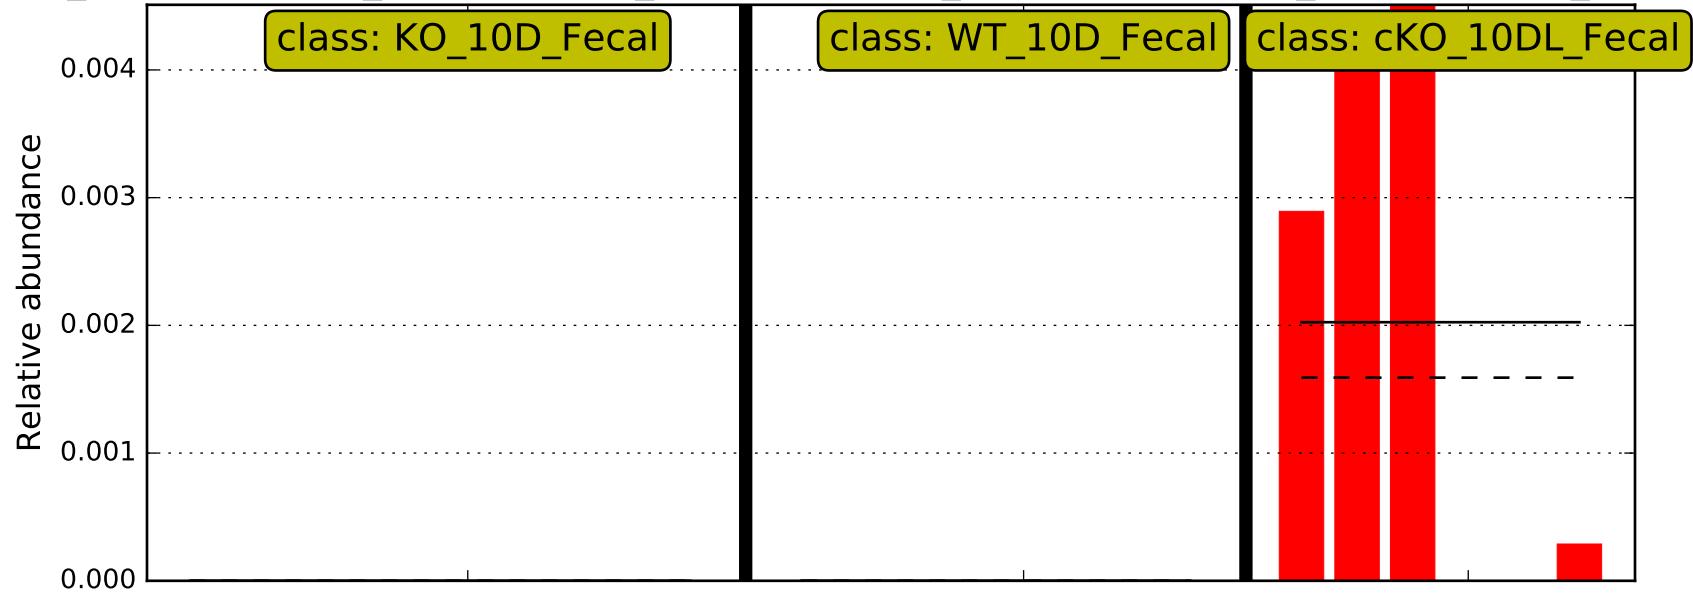 class: KO_10D_Fecal
class: WT_10D_Fecal
class: cKO_10DL_Fecal
Relative abundance
0.004
0.003
0.002
0.001
0.000